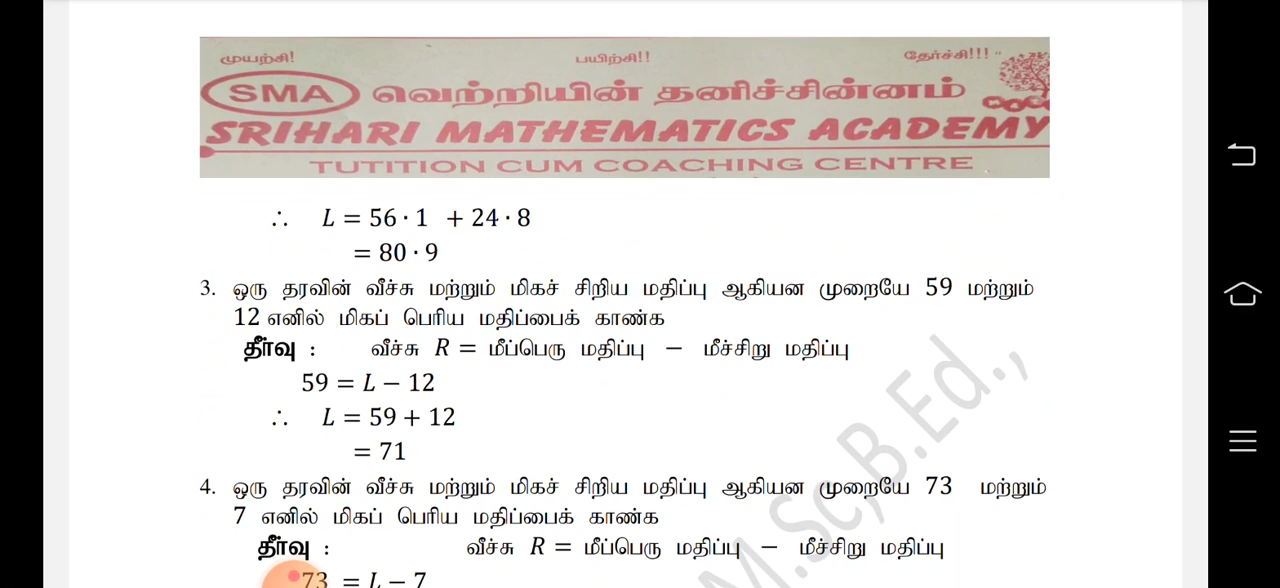 முயற்சி! பயிற்சி!! தேர்ச்சி!!!
SMA வெற்றியின் தனிச்சின்னம்
SRIHARI MATHEMATICS ACADEMY
TUTITION CUM COACHING CENTRE
∴ L = 56 · 1 + 24 · 8
= 80 · 9
3. ஒரு தரவின் வீச்சு மற்றும் மிகச் சிறிய மதிப்பு ஆகியன முறையே 59 மற்றும்
12 எனில் மிகப் பெரிய மதிப்பைக் காண்க
தீர்வு : வீச்சு R = மீப்பெரு மதிப்பு − மீச்சிறு மதிப்பு
59 = L − 12
∴ L = 59 + 12
= 71
4. ஒரு தரவின் வீச்சு மற்றும் மிகச் சிறிய மதிப்பு ஆகியன முறையே 73 மற்றும்
7 எனில் மிகப் பெரிய மதிப்பைக் காண்க
தீர்வு : வீச்சு R = மீப்பெரு மதிப்பு − மீச்சிறு மதிப்பு
73 = L − 7
M.Sc,B.Ed.,